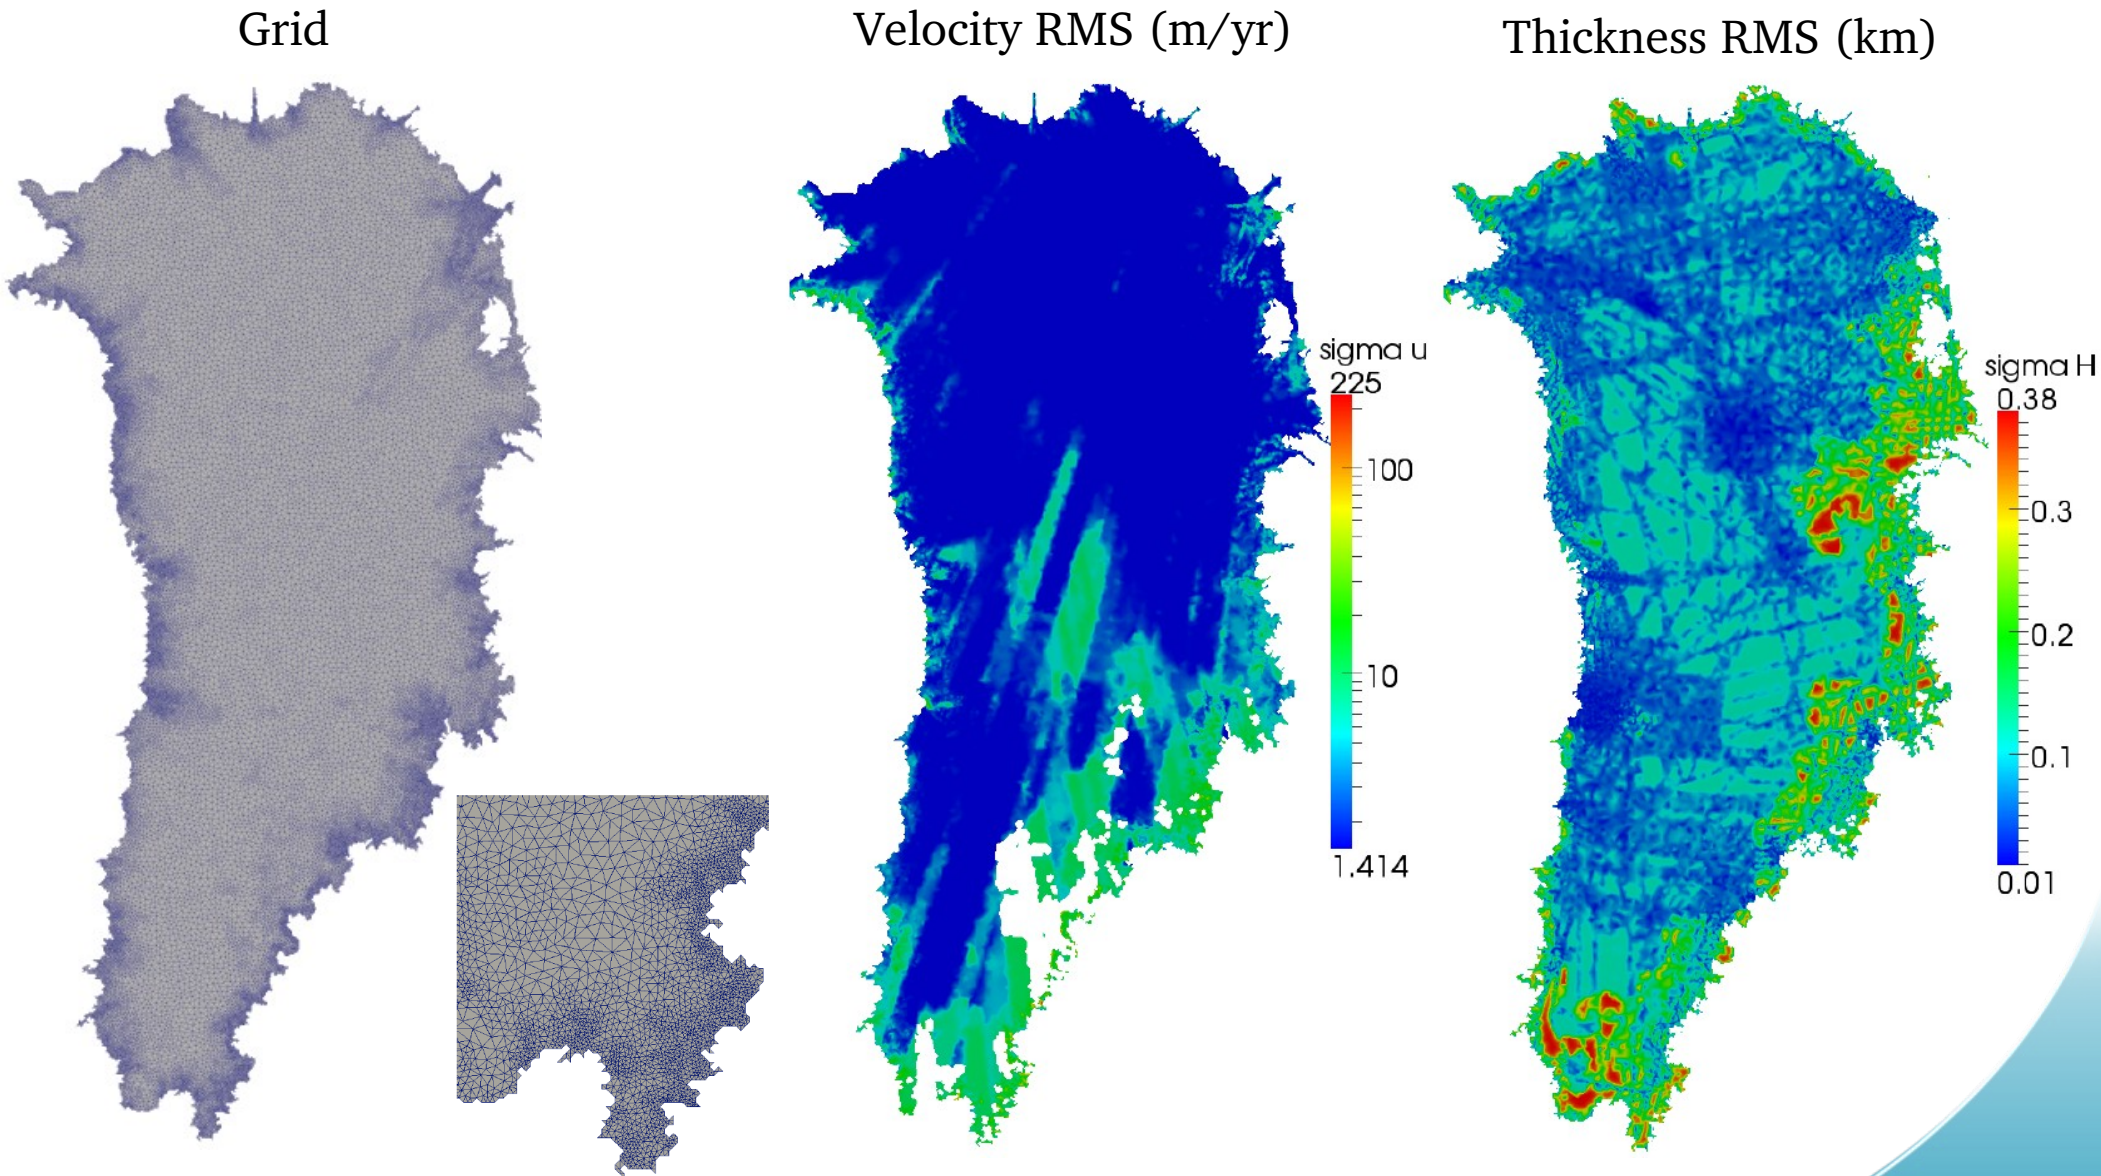 Grid
Velocity RMS (m/yr)
Thickness RMS (km)
sigma u
225
100
10
1.414
sigma H
0.38
0.3
0.2
0.1
0.01